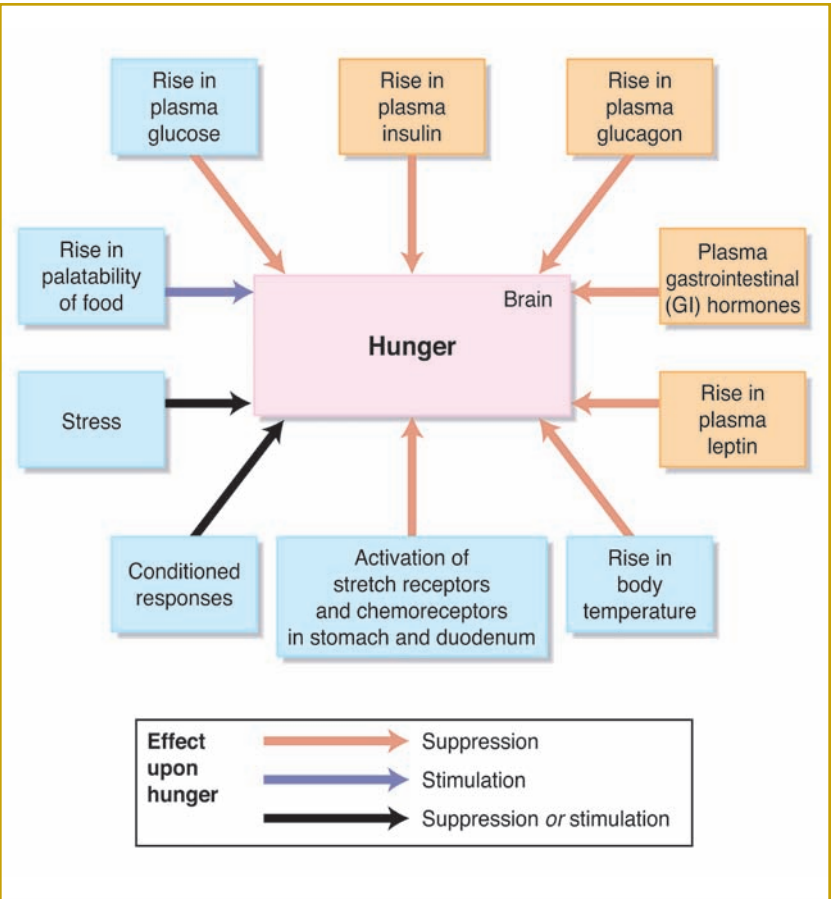 Rise in
plasma
glucose
Rise in
plasma
insulin
Rise in
plasma
glucagon
Rise in
palatability
of food
Plasma
gastrointestinal
(GI) hormones
Brain
Hunger
Stress
Rise in
plasma
leptin
Conditioned
responses
Activation of
stretch receptors
and chemoreceptors
in stomach and duodenum
Rise in
body
temperature
Effect
upon
hunger
Suppression
Stimulation
Suppression or stimulation